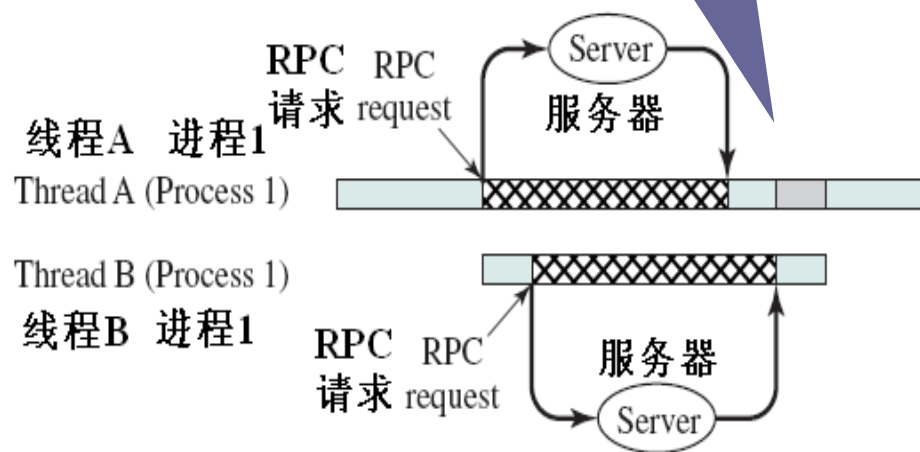 Server
RPC RPC
请求 request
服务器
线程A 进程1
Thread A (Process 1)
Thread B (Process 1)
线程B 进程1
RPC RPC
请求 request
服务器
Server